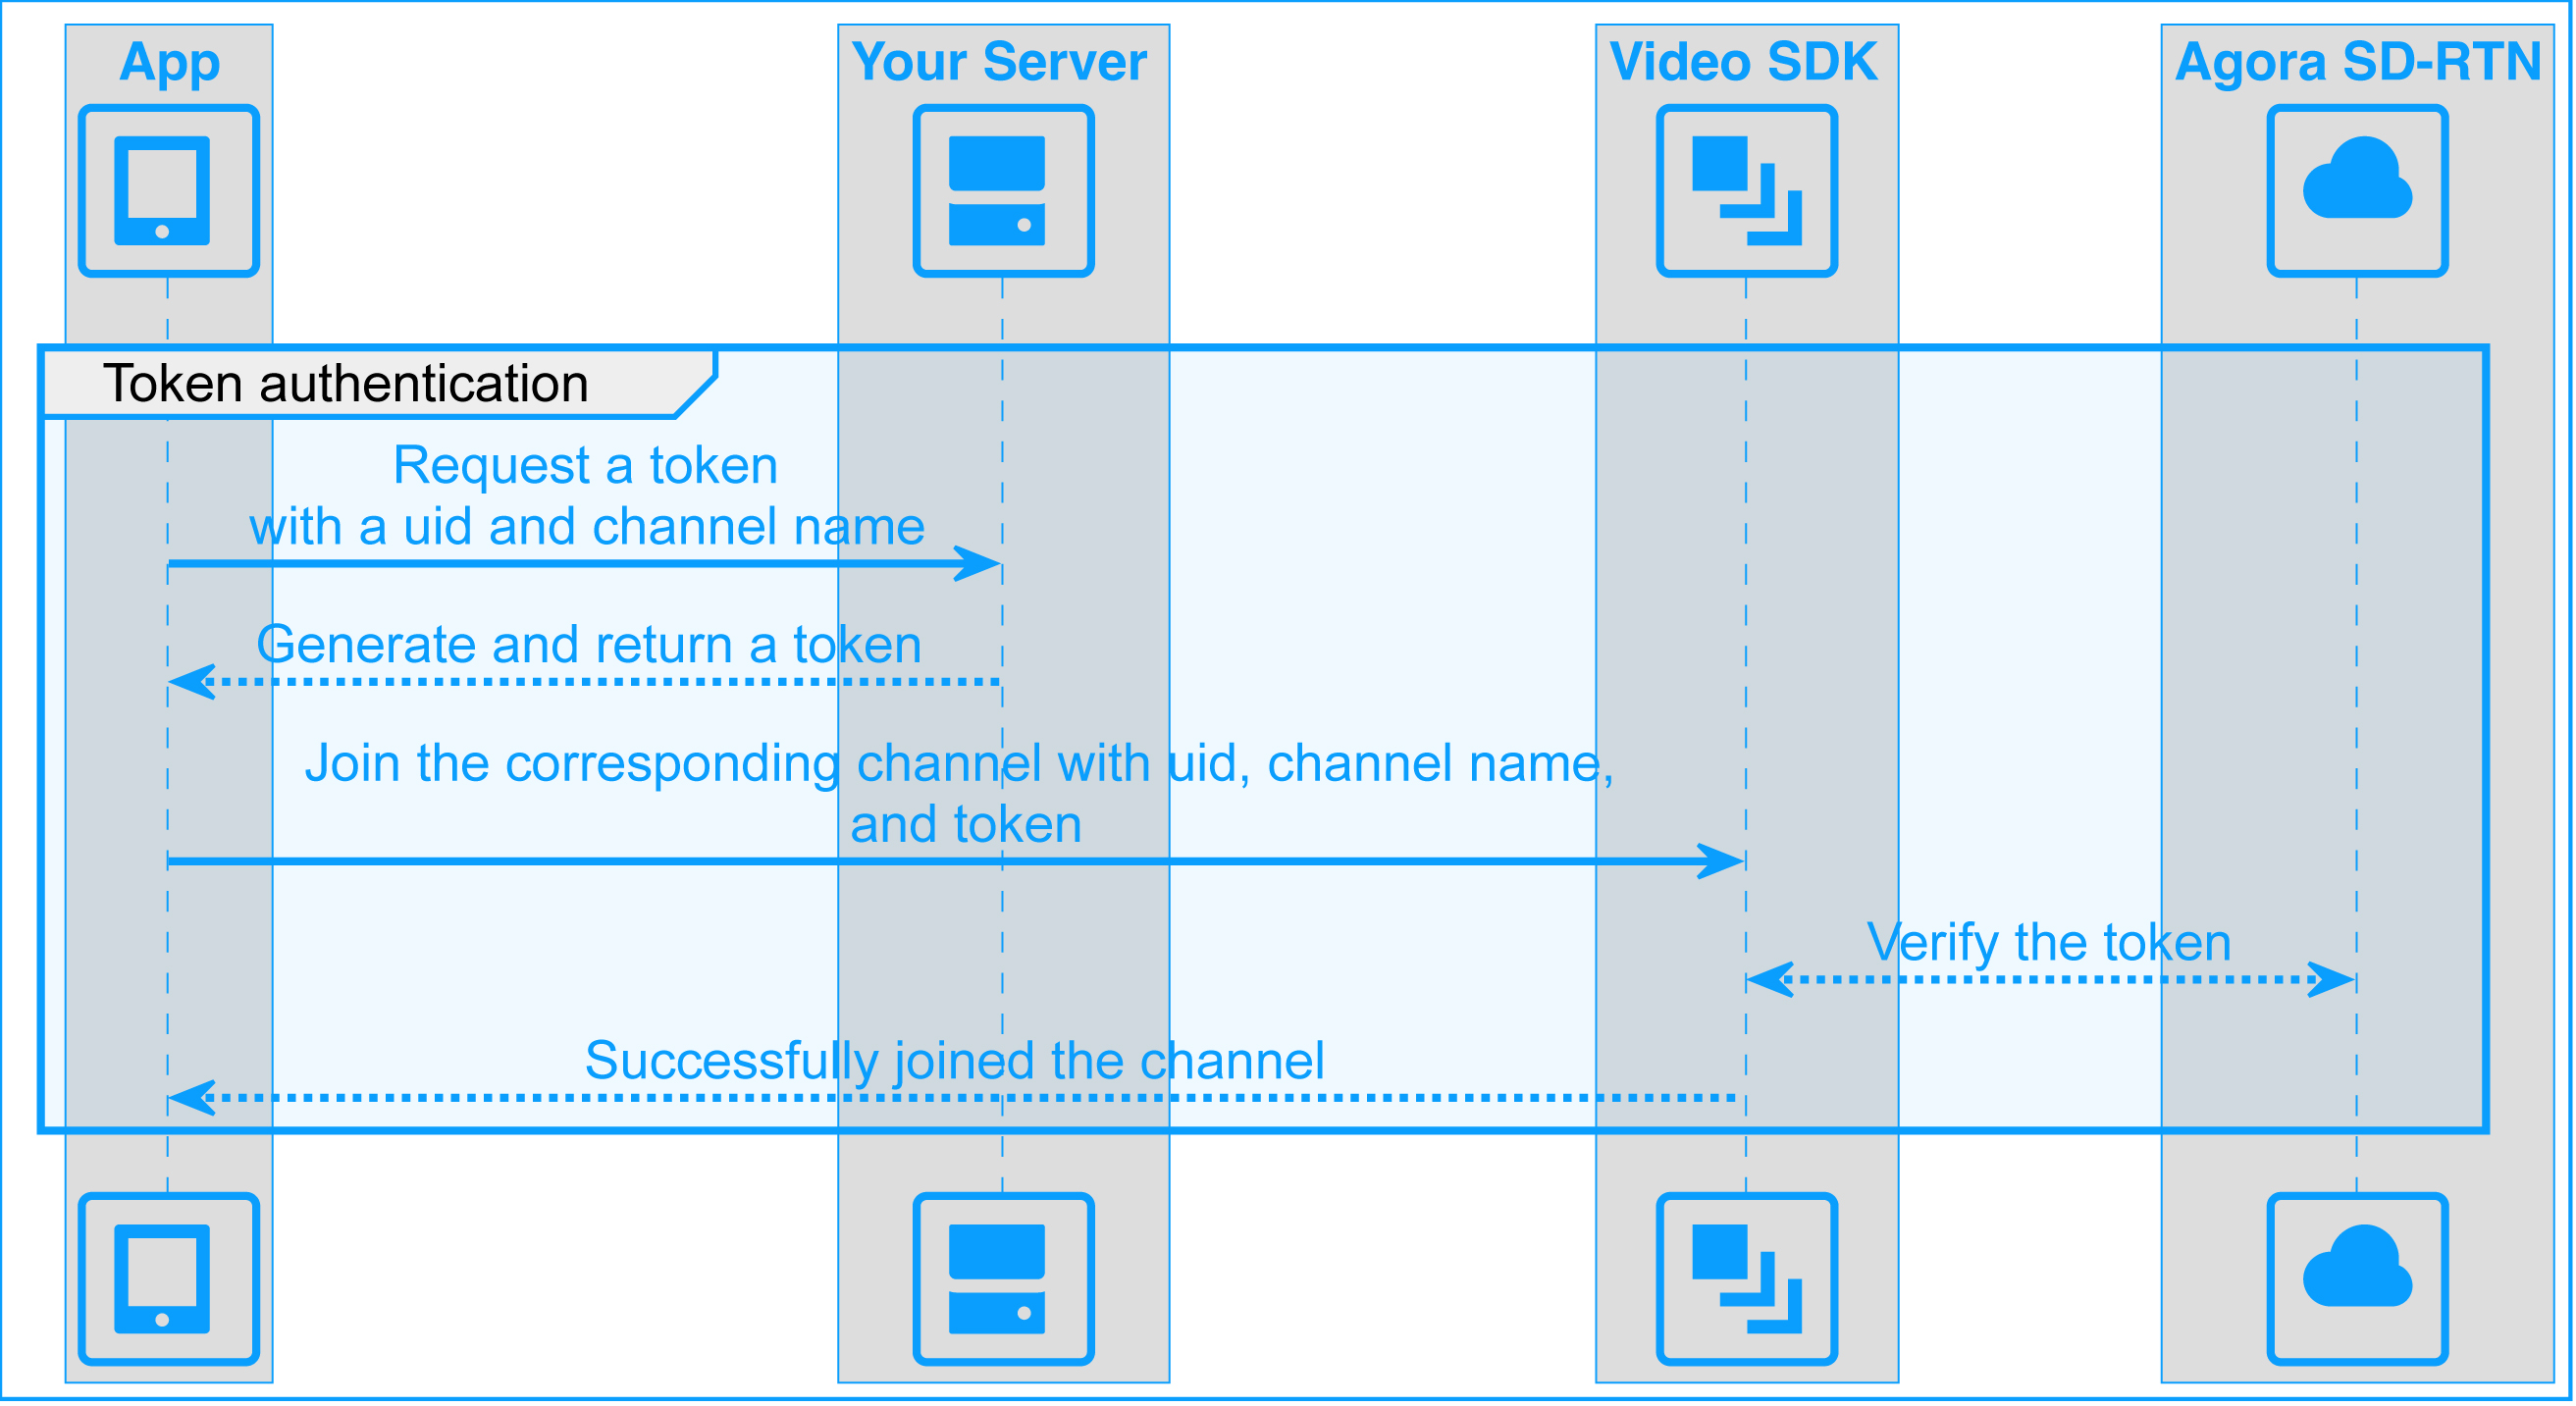 App
Your Server
Video SDK
Agora SD-RTN
Token authentication
Request a token
with a uid and channel name
Generate and return a token
Join the corresponding channel with uid, channel name,
and token
Verify the token
Successfully joined the channel